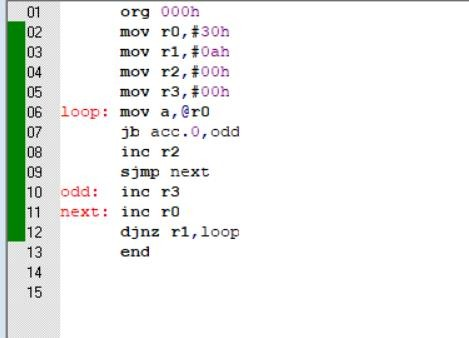 01 org 000h
02 mov r0,#30h
03 mov r1,#0ah
04 mov r2,#00h
05 mov r3,#00h
06 loop: mov a,@r0
07 jb acc.0,odd
08 inc r2
09 sjmp next
10 odd: inc r3
11 next: inc r0
12 djnz r1,loop
13 end
14
15